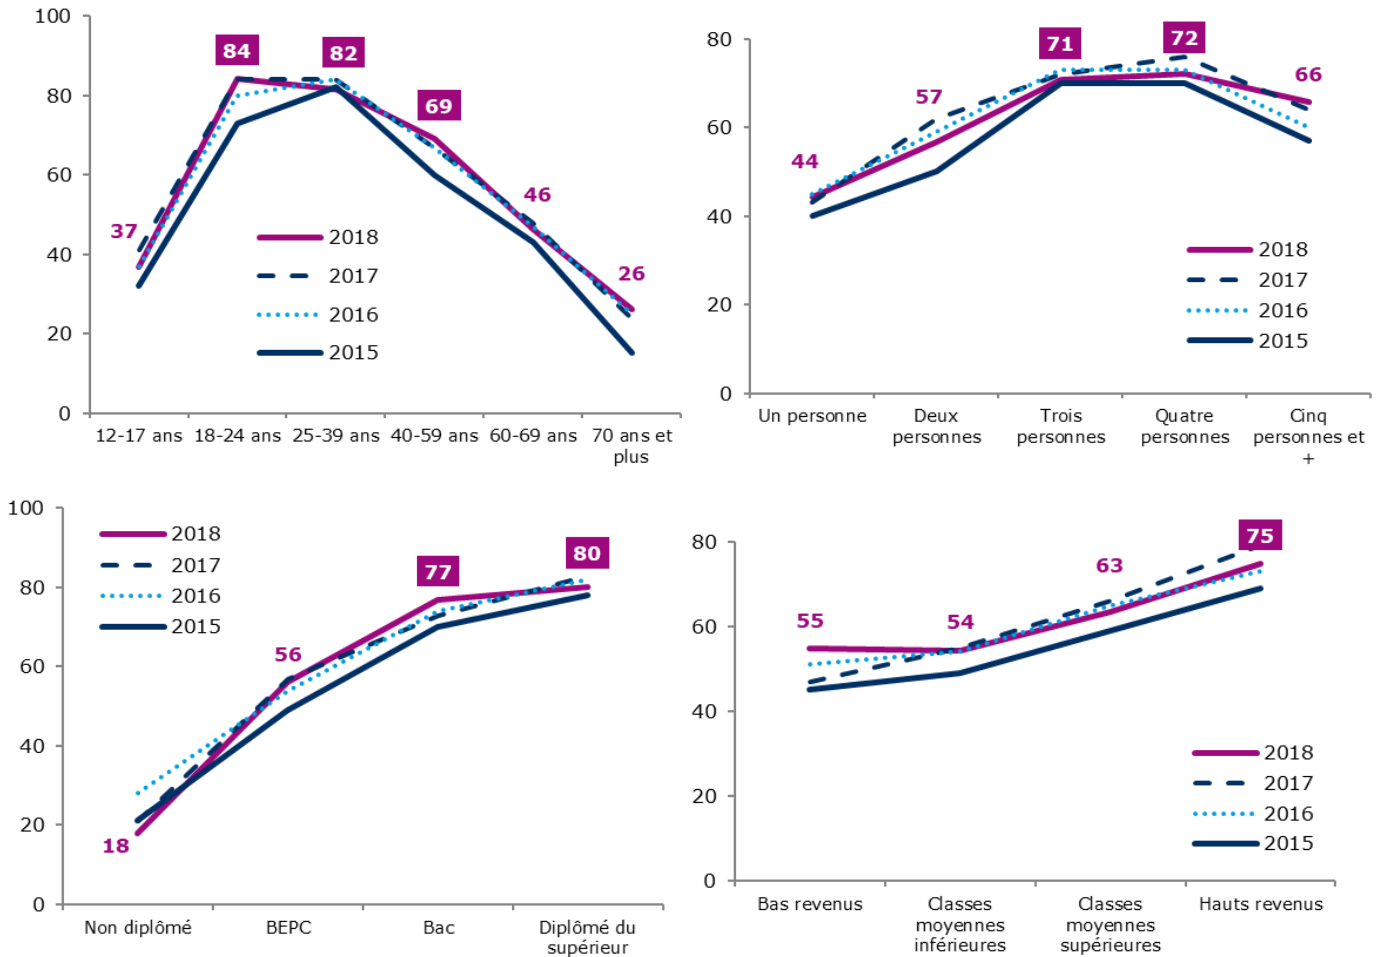 100
80
60
40
20
0
37
84
82
69
46
26
2018
2017
2016
2015
12-17 ans
18-24 ans
25-39 ans
40-59 ans
60-69 ans
70 ans et
plus
80
60
40
20
0
44
57
71
72
66
2018
2017
2016
2015
Un personne
Deux
personnes
Trois
personnes
Quatre
personnes
Cinq
personnes et
+
100
80
60
40
20
0
2018
2017
2016
2015
18
56
77
80
Non diplômé
BEPC
Bac
Diplômé du
supérieur
80
60
40
20
0
55
54
63
75
2018
2017
2016
2015
Bas revenus
Classes
moyennes
inférieures
Classes
moyennes
supérieures
Hauts revenus